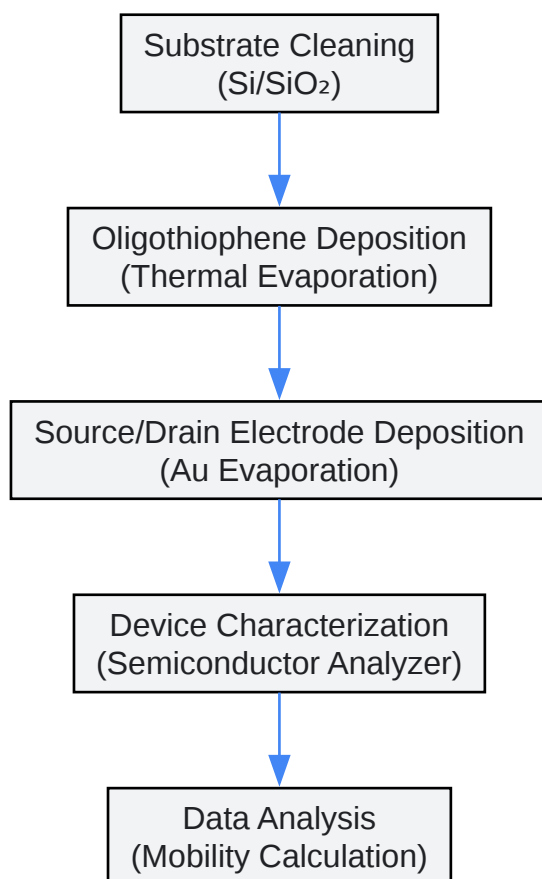 Substrate Cleaning
(Si/SiO₂)
Oligothiophene Deposition
(Thermal Evaporation)
Source/Drain Electrode Deposition
(Au Evaporation)
Device Characterization
(Semiconductor Analyzer)
Data Analysis
(Mobility Calculation)